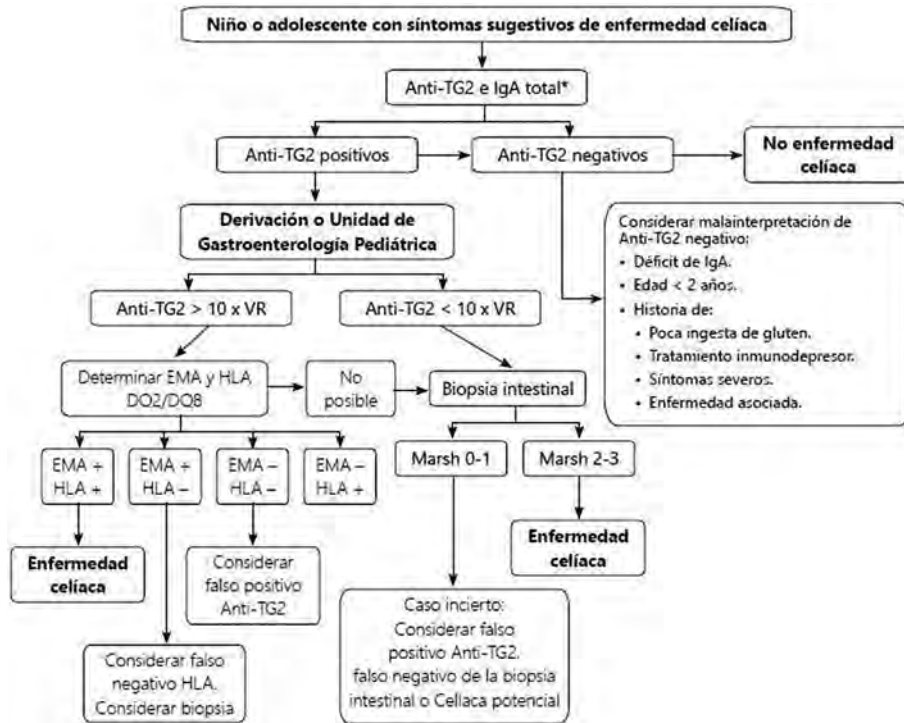 Niño o adolescente con síntomas sugestivos de enfermedad celíaca
Anti-TG2 e IgA total*
Anti-TG2 positivos
Anti-TG2 negativos
No enfermedad
celíaca
Derivación o Unidad de
Gastroenterología Pediátrica
Considerar malainterpretación de
Anti-TG2 negativo:
• Déficit de IgA.
• Edad < 2 años.
• Historia de:
• Poca ingesta de gluten.
• Tratamiento inmunodepresor.
• Síntomas severos.
• Enfermedad asociada.
Anti-TG2 > 10 x VR
Anti-TG2 < 10 x VR
Determinar EMA y HLA
DQ2/DQ8
No
posible
Biopsia intestinal
EMA +
HLA +
EMA +
HLA –
EMA –
HLA –
EMA –
HLA +
Marsh 0-1
Marsh 2-3
Enfermedad
celíaca
Considerar
falso positivo
Anti-TG2
Enfermedad
celíaca
Considerar falso
negativo HLA.
Considerar biopsia
Caso incierto:
Considerar falso
positivo Anti-TG2.
falso negativo de la biopsia
intestinal o Celíaca potencial